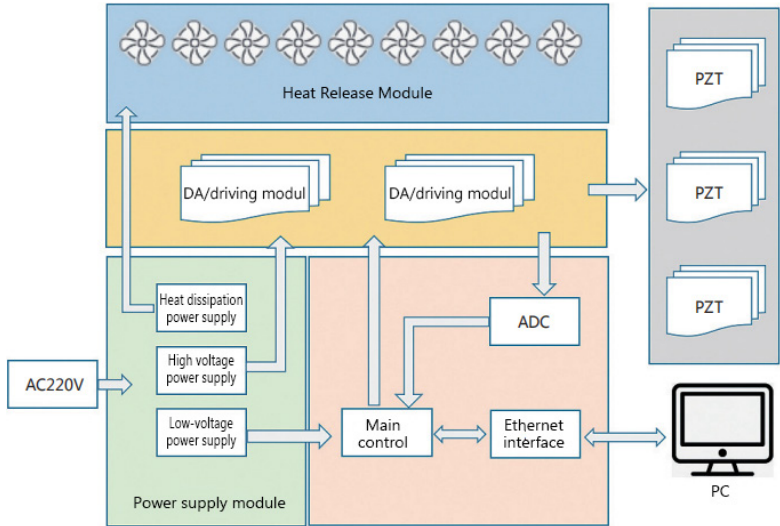 Heat Release Module
DA/driving modul
DA/driving modul
PZT
PZT
PZT
Heat dissipation
power supply
High voltage
power supply
Low-voltage
power supply
Power supply module
AC220V
ADC
Main
control
Ethernet
interface
PC